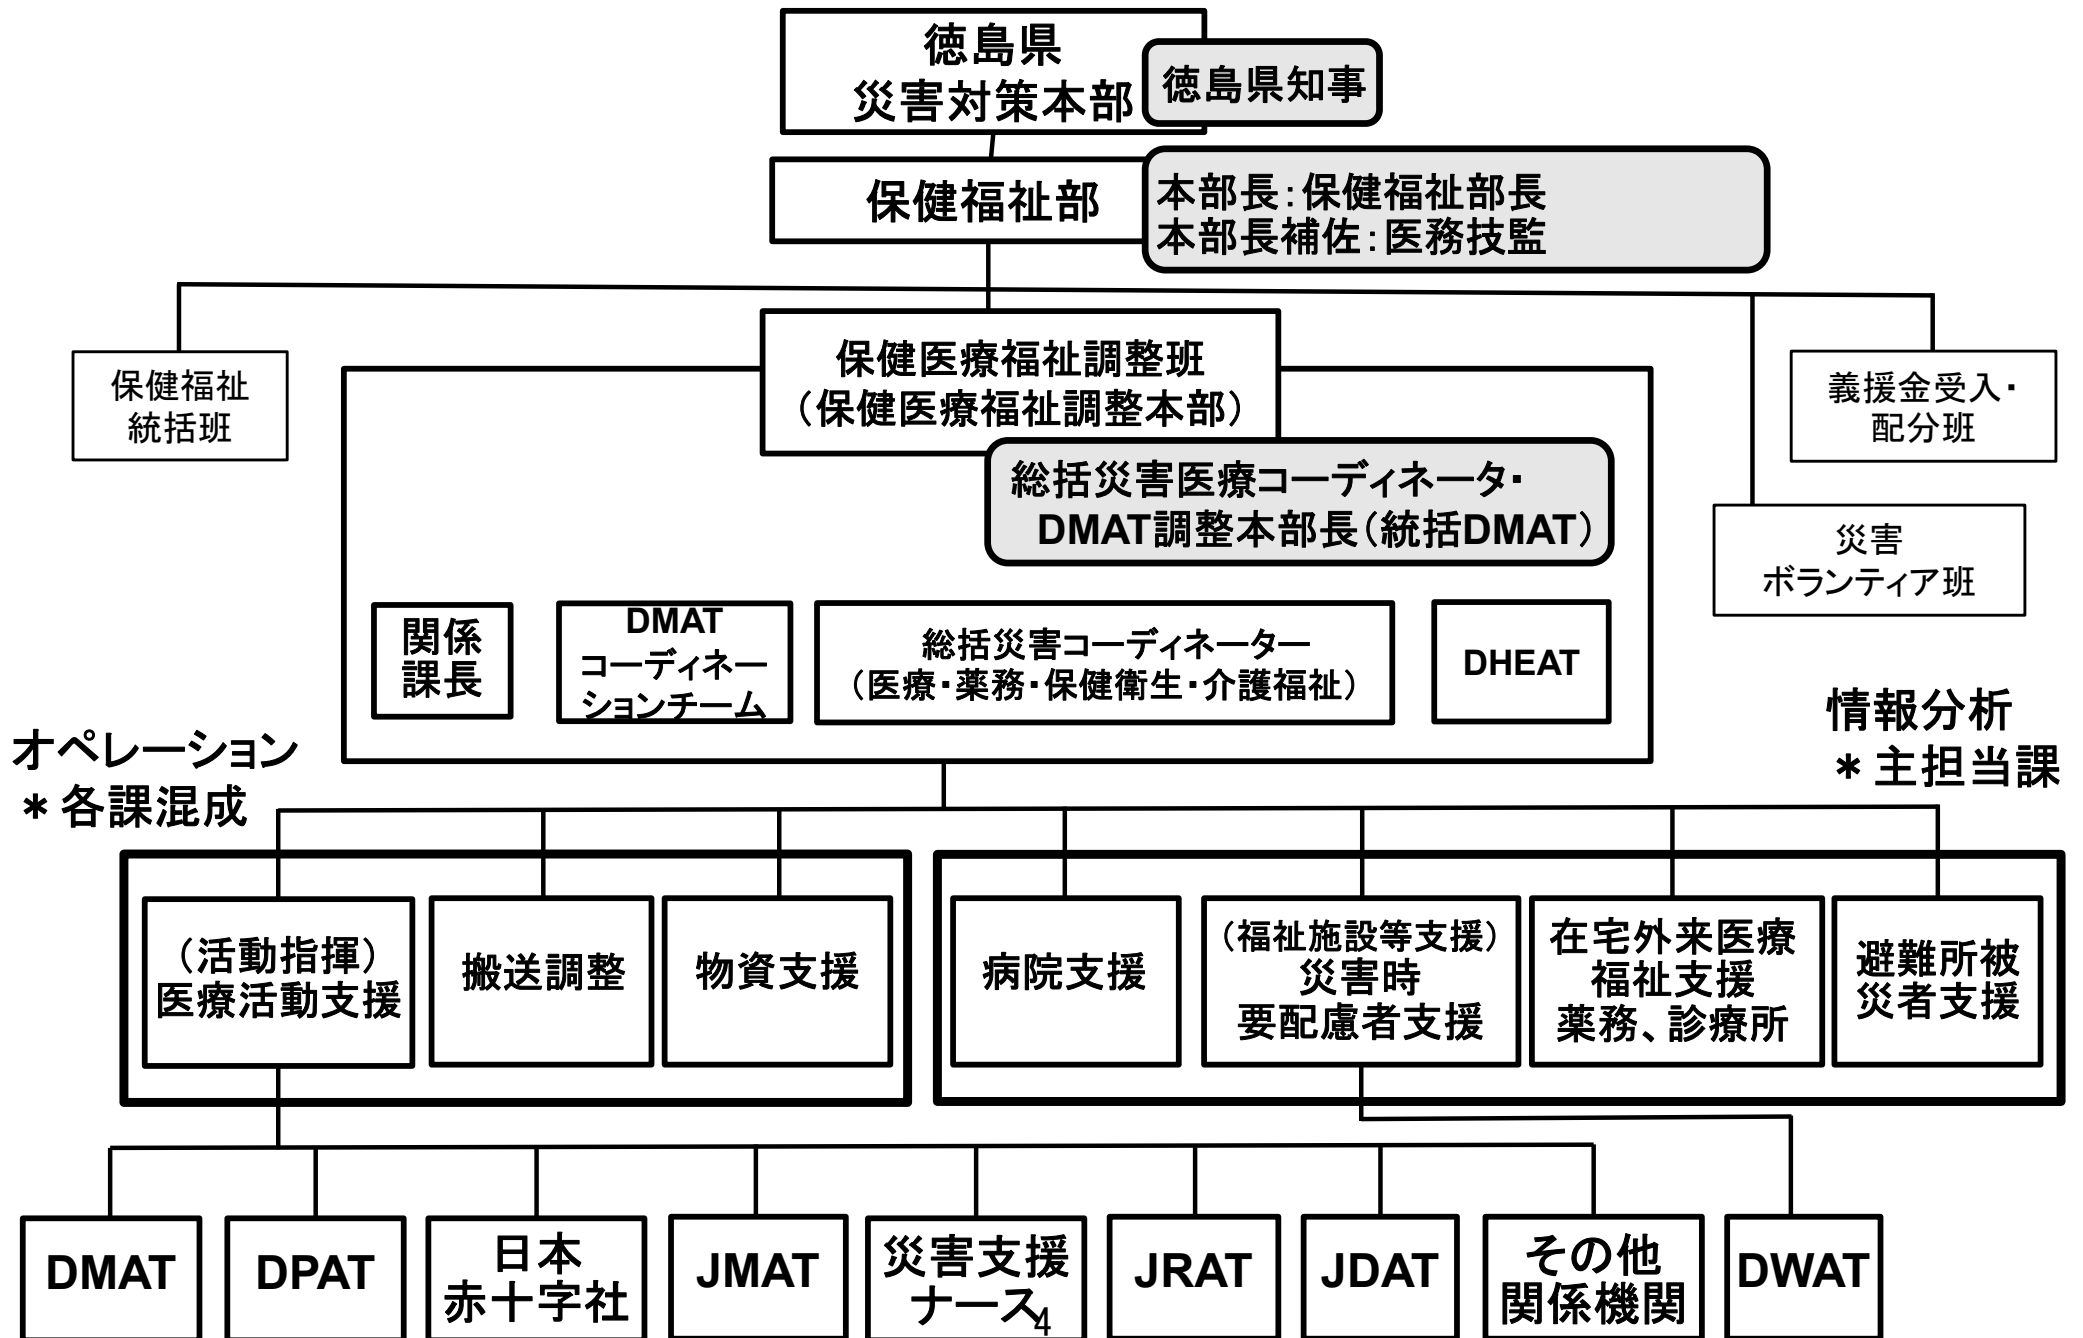 徳島県
災害対策本部
徳島県知事
保健福祉部
本部長：保健福祉部長
本部長補佐：医務技監
保健福祉
統括班
保健医療福祉調整班
（保健医療福祉調整本部）
総括災害医療コーディネータ・
DMAT調整本部長（統括DMAT）
義援金受入・
配分班
災害
ボランティア班
関係
課長
DMAT
コーディネー
ションチーム
総括災害コーディネーター
（医療・薬務・保健衛生・介護福祉）
DHEAT
オペレーション
＊各課混成
情報分析
＊主担当課
（活動指揮）
医療活動支援
搬送調整
物資支援
病院支援
（福祉施設等支援）
災害時
要配慮者支援
在宅外来医療
福祉支援
薬務、診療所
避難所被
災者支援
DMAT
DPAT
日本
赤十字社
JMAT
災害支援
ナース
JRAT
JDAT
その他
関係機関
DWAT
4